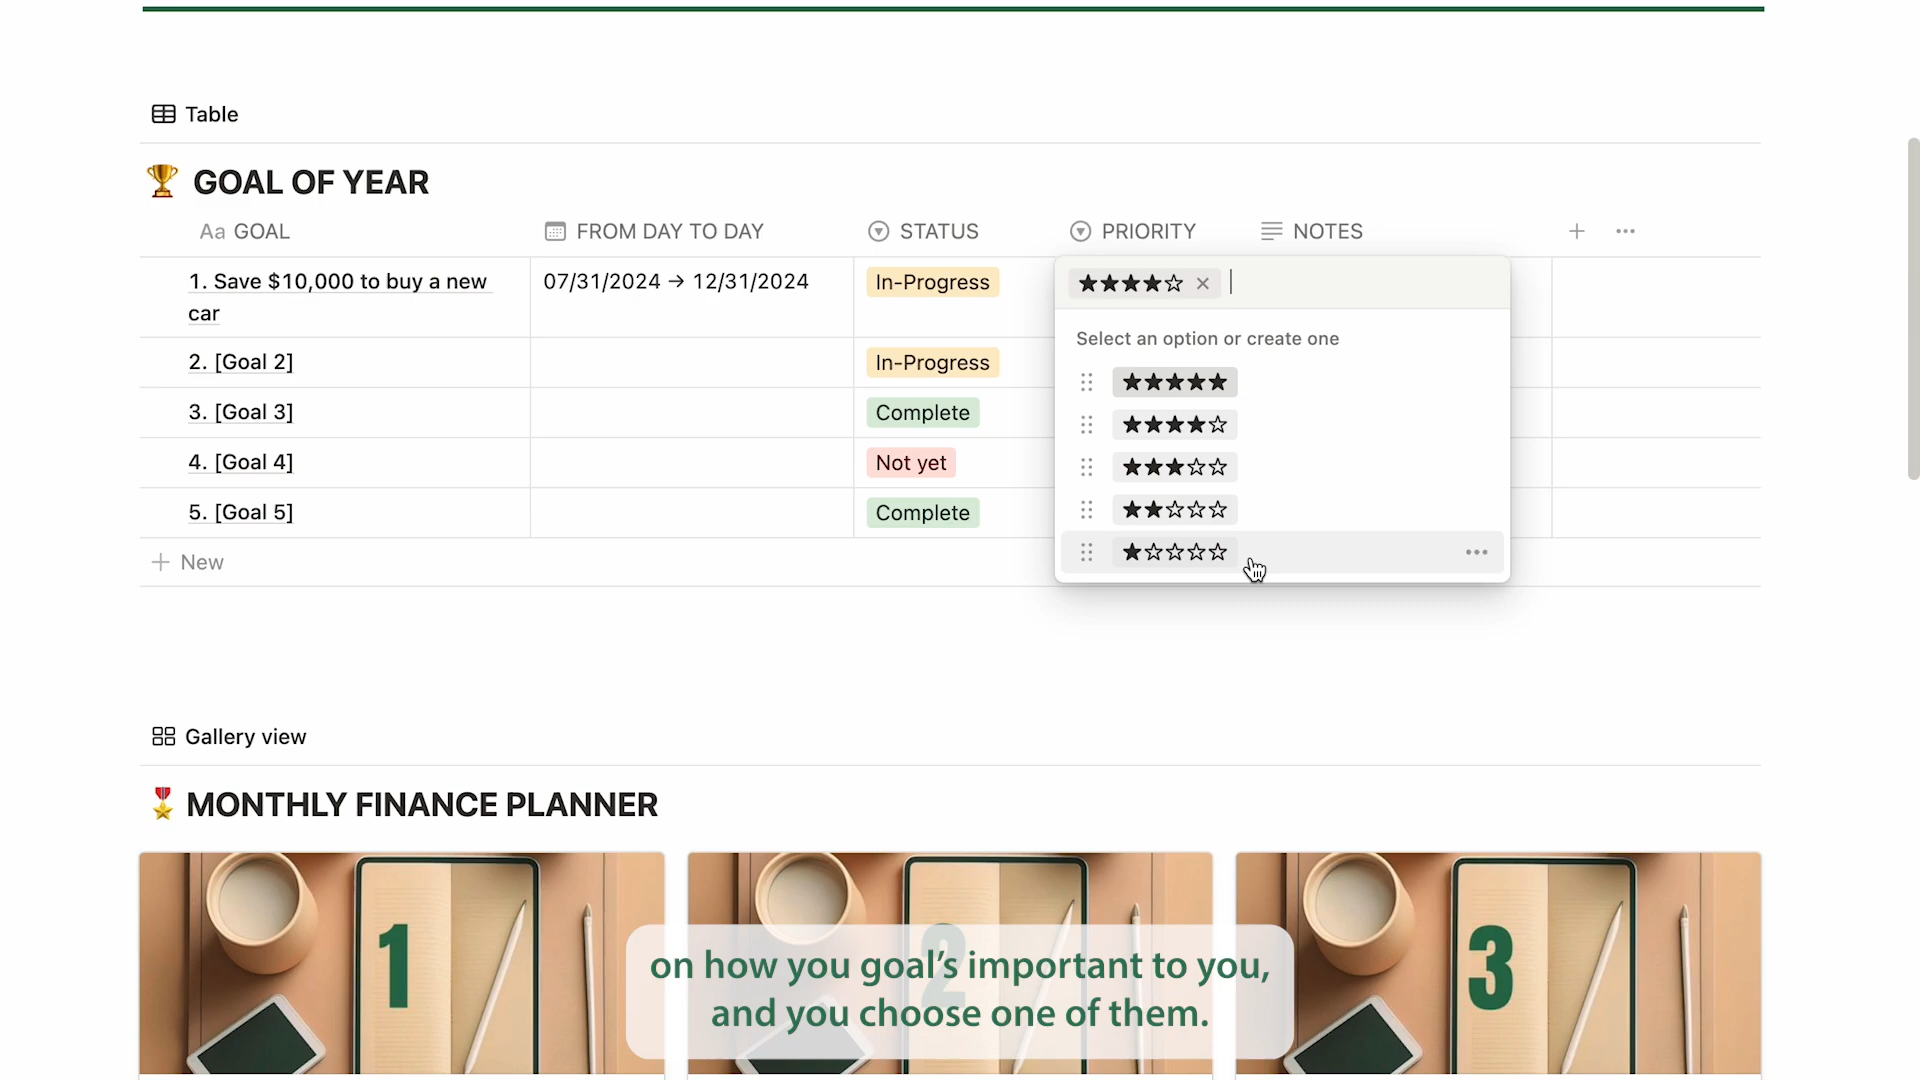 Table
GOAL OF YEAR
Aa GOAL
FROM DAY TO DAY
STATUS
PRIORITY
NOTES
1. Save $10,000 to buy a new
car
07/31/2024 → 12/31/2024
In-Progress
★★★★☆ ×
Select an option or create one
★★★★★
★★★★☆
★★★☆☆
★★☆☆☆
★☆☆☆☆
2. [Goal 2]
In-Progress
3. [Goal 3]
Complete
4. [Goal 4]
Not yet
5. [Goal 5]
Complete
+ New
Gallery view
MONTHLY FINANCE PLANNER
1
2
3
on how you goal’s important to you,
and you choose one of them.